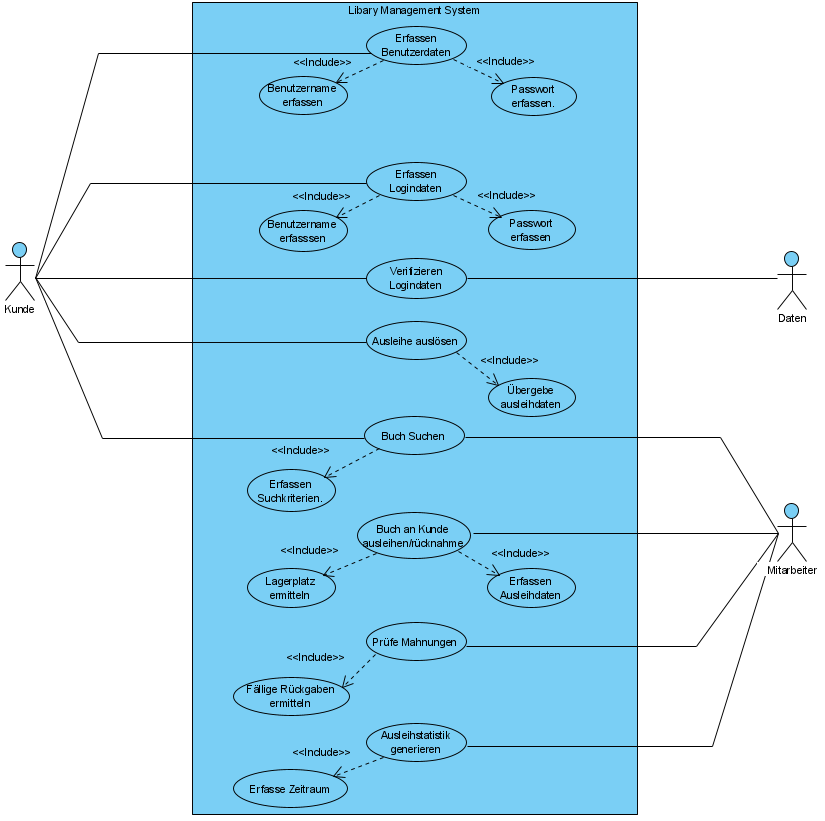 Libary Management System
Erfassen
Benutzerdaten
<<Include>>
<<Include>>
Benutzername
erfassen
Passwort
erfassen.
Erfassen
Logindaten
<<Include>>
<<Include>>
Benutzername
erfasssen
Passwort
erfassen
Verifizieren
Logindaten
Kunde
Daten
Ausleihe auslösen
<<Include>>
Übergebe
ausleihdaten
Buch Suchen
<<Include>>
Erfassen
Suchkriterien.
Buch an Kunde
ausleihen/rücknahme
<<Include>>
<<Include>>
Lagerplatz
ermitteln
Erfassen
Ausleihdaten
Mitarbeiter
Prüfe Mahnungen
<<Include>>
Fällige Rückgaben
ermitteln
Ausleihstatistik
generieren
<<Include>>
Erfasse Zeitraum